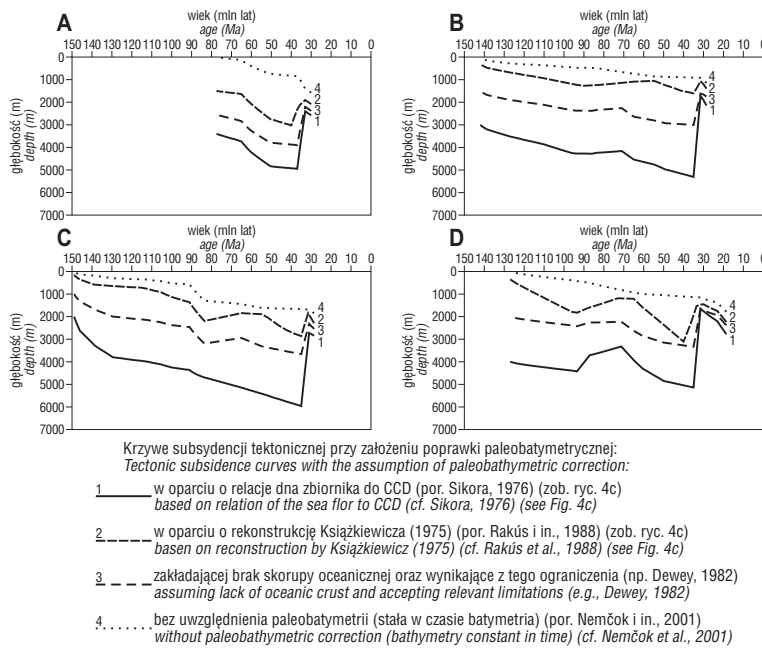 A
wiek (mln lat)
age (Ma)
150 140 130 120 110 100 90 80 70 60 50 40 30 20 10 0
głębokość (m)
depth (m)
0
1000
2000
3000
4000
5000
6000
7000
4
2
3
1
B
wiek (mln lat)
age (Ma)
150 140 130 120 110 100 90 80 70 60 50 40 30 20 10 0
głębokość (m)
depth (m)
0
1000
2000
3000
4000
5000
6000
7000
4
2
3
1
C
wiek (mln lat)
age (Ma)
150 140 130 120 110 100 90 80 70 60 50 40 30 20 10 0
głębokość (m)
depth (m)
0
1000
2000
3000
4000
5000
6000
7000
4
2
3
1
D
wiek (mln lat)
age (Ma)
150 140 130 120 110 100 90 80 70 60 50 40 30 20 10 0
głębokość (m)
depth (m)
0
1000
2000
3000
4000
5000
6000
7000
4
2
3
1
Krzywe subsydencji tektonicznej przy założeniu poprawki paleobatymetrycznej:
Tectonic subsidence curves with the assumption of paleobathymetric correction:
1 w oparciu o relacje dna zbiornika do CCD (por. Sikora, 1976) (zob. ryc. 4c)
based on relation of the sea flor to CCD (cf. Sikora, 1976) (see Fig. 4c)
2 w oparciu o rekonstrukcję Książkiewicza (1975) (por. Rakús i in., 1988) (zob. ryc. 4c)
basen on reconstruction by Książkiewicz (1975) (cf. Rakús et al., 1988) (see Fig. 4c)
3 zakładającej brak skorupy oceanicznej oraz wynikające z tego ograniczenia (np. Dewey, 1982)
assuming lack of oceanic crust and accepting relevant limitations (e.g., Dewey, 1982)
4 bez uwzględnienia paleobatymetrii (stała w czasie batymetria) (por. Nemčok i in., 2001)
without paleobathymetric correction (bathymetry constant in time) (cf. Nemčok et al., 2001)